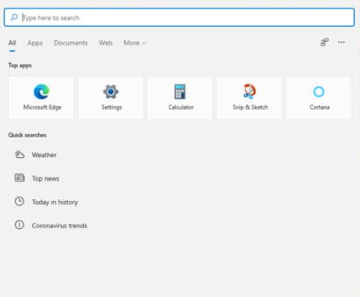 Type here to search
All Apps Documents Web More
Top apps
Microsoft Edge Settings Calculator Snip & Sketch Cortana
Quick searches
Weather
Top news
Today in history
Coronavirus trends